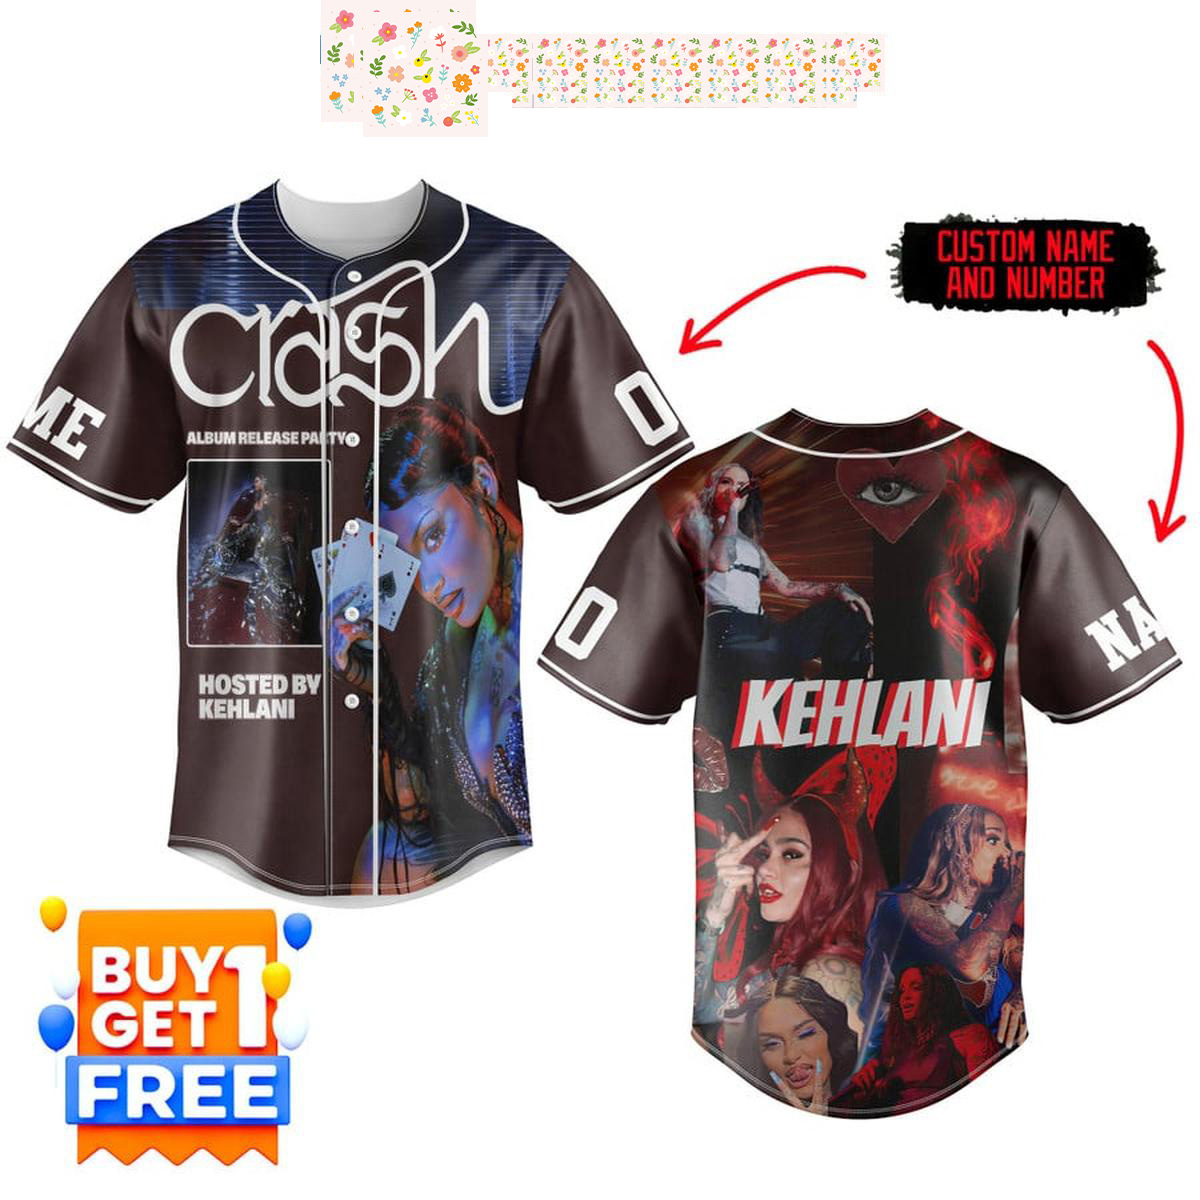 CUSTOM NAME
AND NUMBER
crash
ALBUM RELEASE PARTY
ME
0
HOSTED BY
KEHLANI
0
NA
KEHLANI
BUY 1
GET
FREE